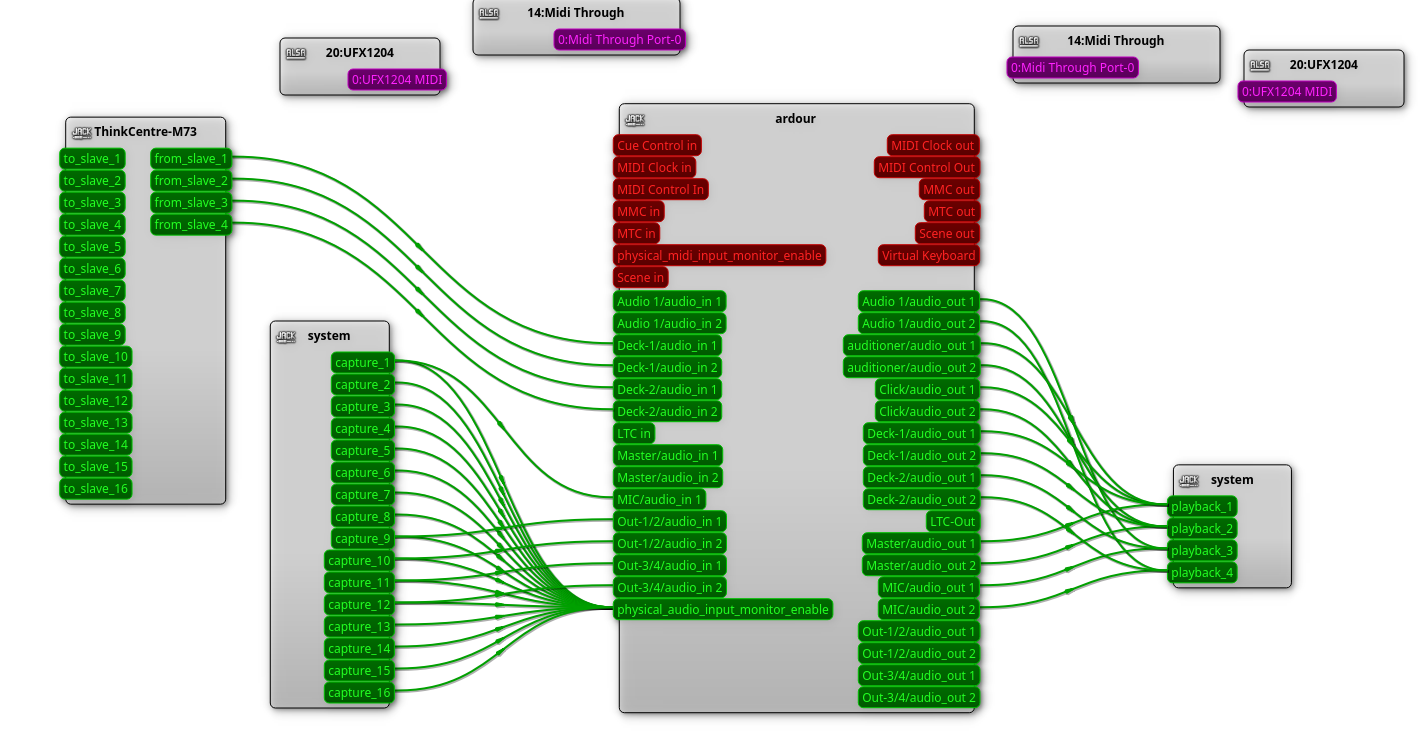 14:Midi Through
0:Midi Through Port-0
20:UFX1204
0:UFX1204 MIDI
14:Midi Through
0:Midi Through Port-0
20:UFX1204
0:UFX1204 MIDI
ThinkCentre-M73
to_slave_1 from_slave_1
to_slave_2 from_slave_2
to_slave_3 from_slave_3
to_slave_4 from_slave_4
to_slave_5
to_slave_6
to_slave_7
to_slave_8
to_slave_9
to_slave_10
to_slave_11
to_slave_12
to_slave_13
to_slave_14
to_slave_15
to_slave_16
system
capture_1
capture_2
capture_3
capture_4
capture_5
capture_6
capture_7
capture_8
capture_9
capture_10
capture_11
capture_12
capture_13
capture_14
capture_15
capture_16
ardour
Cue Control in MIDI Clock out
MIDI Clock in MIDI Control Out
MIDI Control In MMC out
MMC in MTC out
MTC in Scene out
physical_midi_input_monitor_enable Virtual Keyboard
Scene in
Audio 1/audio_in 1 Audio 1/audio_out 1
Audio 1/audio_in 2 Audio 1/audio_out 2
Deck-1/audio_in 1 auditioner/audio_out 1
Deck-1/audio_in 2 auditioner/audio_out 2
Deck-2/audio_in 1 Click/audio_out 1
Deck-2/audio_in 2 Click/audio_out 2
LTC in Deck-1/audio_out 1
Master/audio_in 1 Deck-1/audio_out 2
Master/audio_in 2 Deck-2/audio_out 1
MIC/audio_in 1 Deck-2/audio_out 2
Out-1/2/audio_in 1 LTC-Out
Out-1/2/audio_in 2 Master/audio_out 1
Out-3/4/audio_in 1 Master/audio_out 2
Out-3/4/audio_in 2 MIC/audio_out 1
physical_audio_input_monitor_enable MIC/audio_out 2
Out-1/2/audio_out 1
Out-1/2/audio_out 2
Out-3/4/audio_out 1
Out-3/4/audio_out 2
system
playback_1
playback_2
playback_3
playback_4